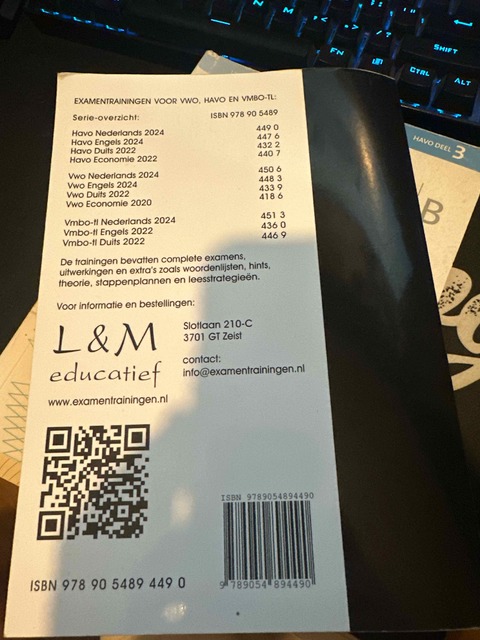 EXAMENTRAININGEN VOOR VWO, HAVO EN VMBO-TL:
Serie-overzicht: ISBN 978 90 5489
Havo Nederlands 2024 449 0
Havo Engels 2024 447 6
Havo Duits 2022 432 2
Havo Economie 2022 440 7
Vwo Nederlands 2024 450 6
Vwo Engels 2024 448 3
Vwo Duits 2022 433 9
Vwo Economie 2020 418 6
Vmbo-tl Nederlands 2024 451 3
Vmbo-tl Engels 2022 436 0
Vmbo-tl Duits 2022 446 9
De trainingen bevatten complete examens,
uitwerkingen en extra's zoals woordenlijsten, hints,
theorie, stappenplannen en leesstrategieën.
Voor informatie en bestellingen:
L&M
educatief
www.examentrainingen.nl
Slotlaan 210-C
3701 GT Zeist
contact:
info@examentrainingen.nl
ISBN 9789054894490
9 789054 894490
ISBN 978 90 5489 449 0
HAVO DEEL 3
B
N
M
FN
CTRL
ALT
SHIFT